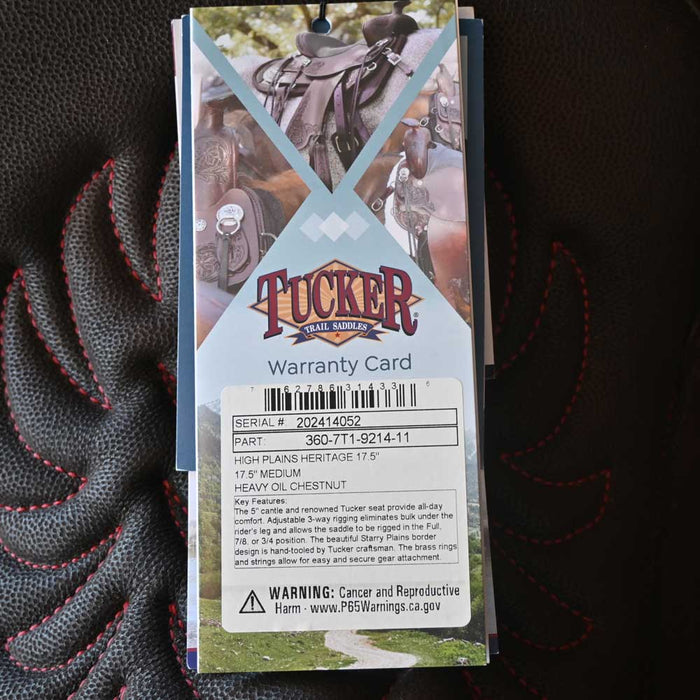 TUCKER®
TRAIL SADDLES
Warranty Card
7 62786 31433 6
SERIAL #: 202414052
PART: 360-7T1-9214-11
HIGH PLAINS HERITAGE 17.5"
17.5" MEDIUM
HEAVY OIL CHESTNUT
Key Features:
The 5" cantle and renowned Tucker seat provide all-day
comfort. Adjustable 3-way rigging eliminates bulk under the
rider's leg and allows the saddle to be rigged in the Full,
7/8, or 3/4 position. The beautiful Starry Plains border
design is hand-tooled by Tucker craftsman. The brass rings
and strings allow for easy and secure gear attachment.
WARNING: Cancer and Reproductive
Harm - www.P65Warnings.ca.gov